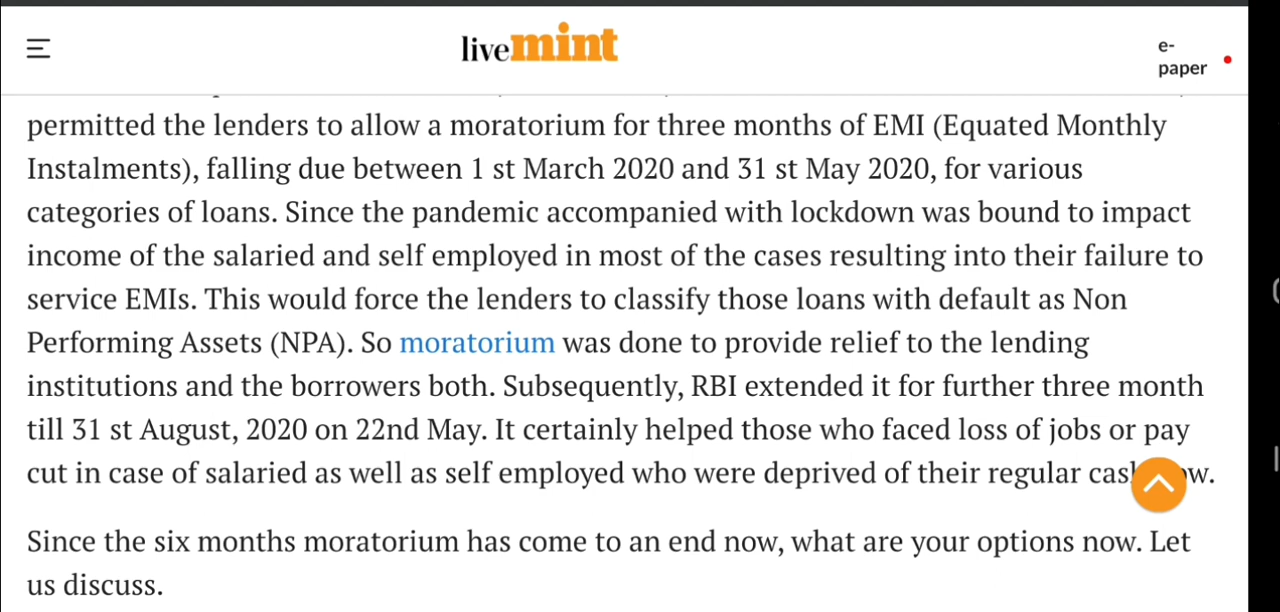 livemint
e-
paper
permitted the lenders to allow a moratorium for three months of EMI (Equated Monthly
Instalments), falling due between 1 st March 2020 and 31 st May 2020, for various
categories of loans. Since the pandemic accompanied with lockdown was bound to impact
income of the salaried and self employed in most of the cases resulting into their failure to
service EMIs. This would force the lenders to classify those loans with default as Non
Performing Assets (NPA). So moratorium was done to provide relief to the lending
institutions and the borrowers both. Subsequently, RBI extended it for further three month
till 31 st August, 2020 on 22nd May. It certainly helped those who faced loss of jobs or pay
cut in case of salaried as well as self employed who were deprived of their regular
Since the six months moratorium has come to an end now, what are your options now. Let
us discuss.